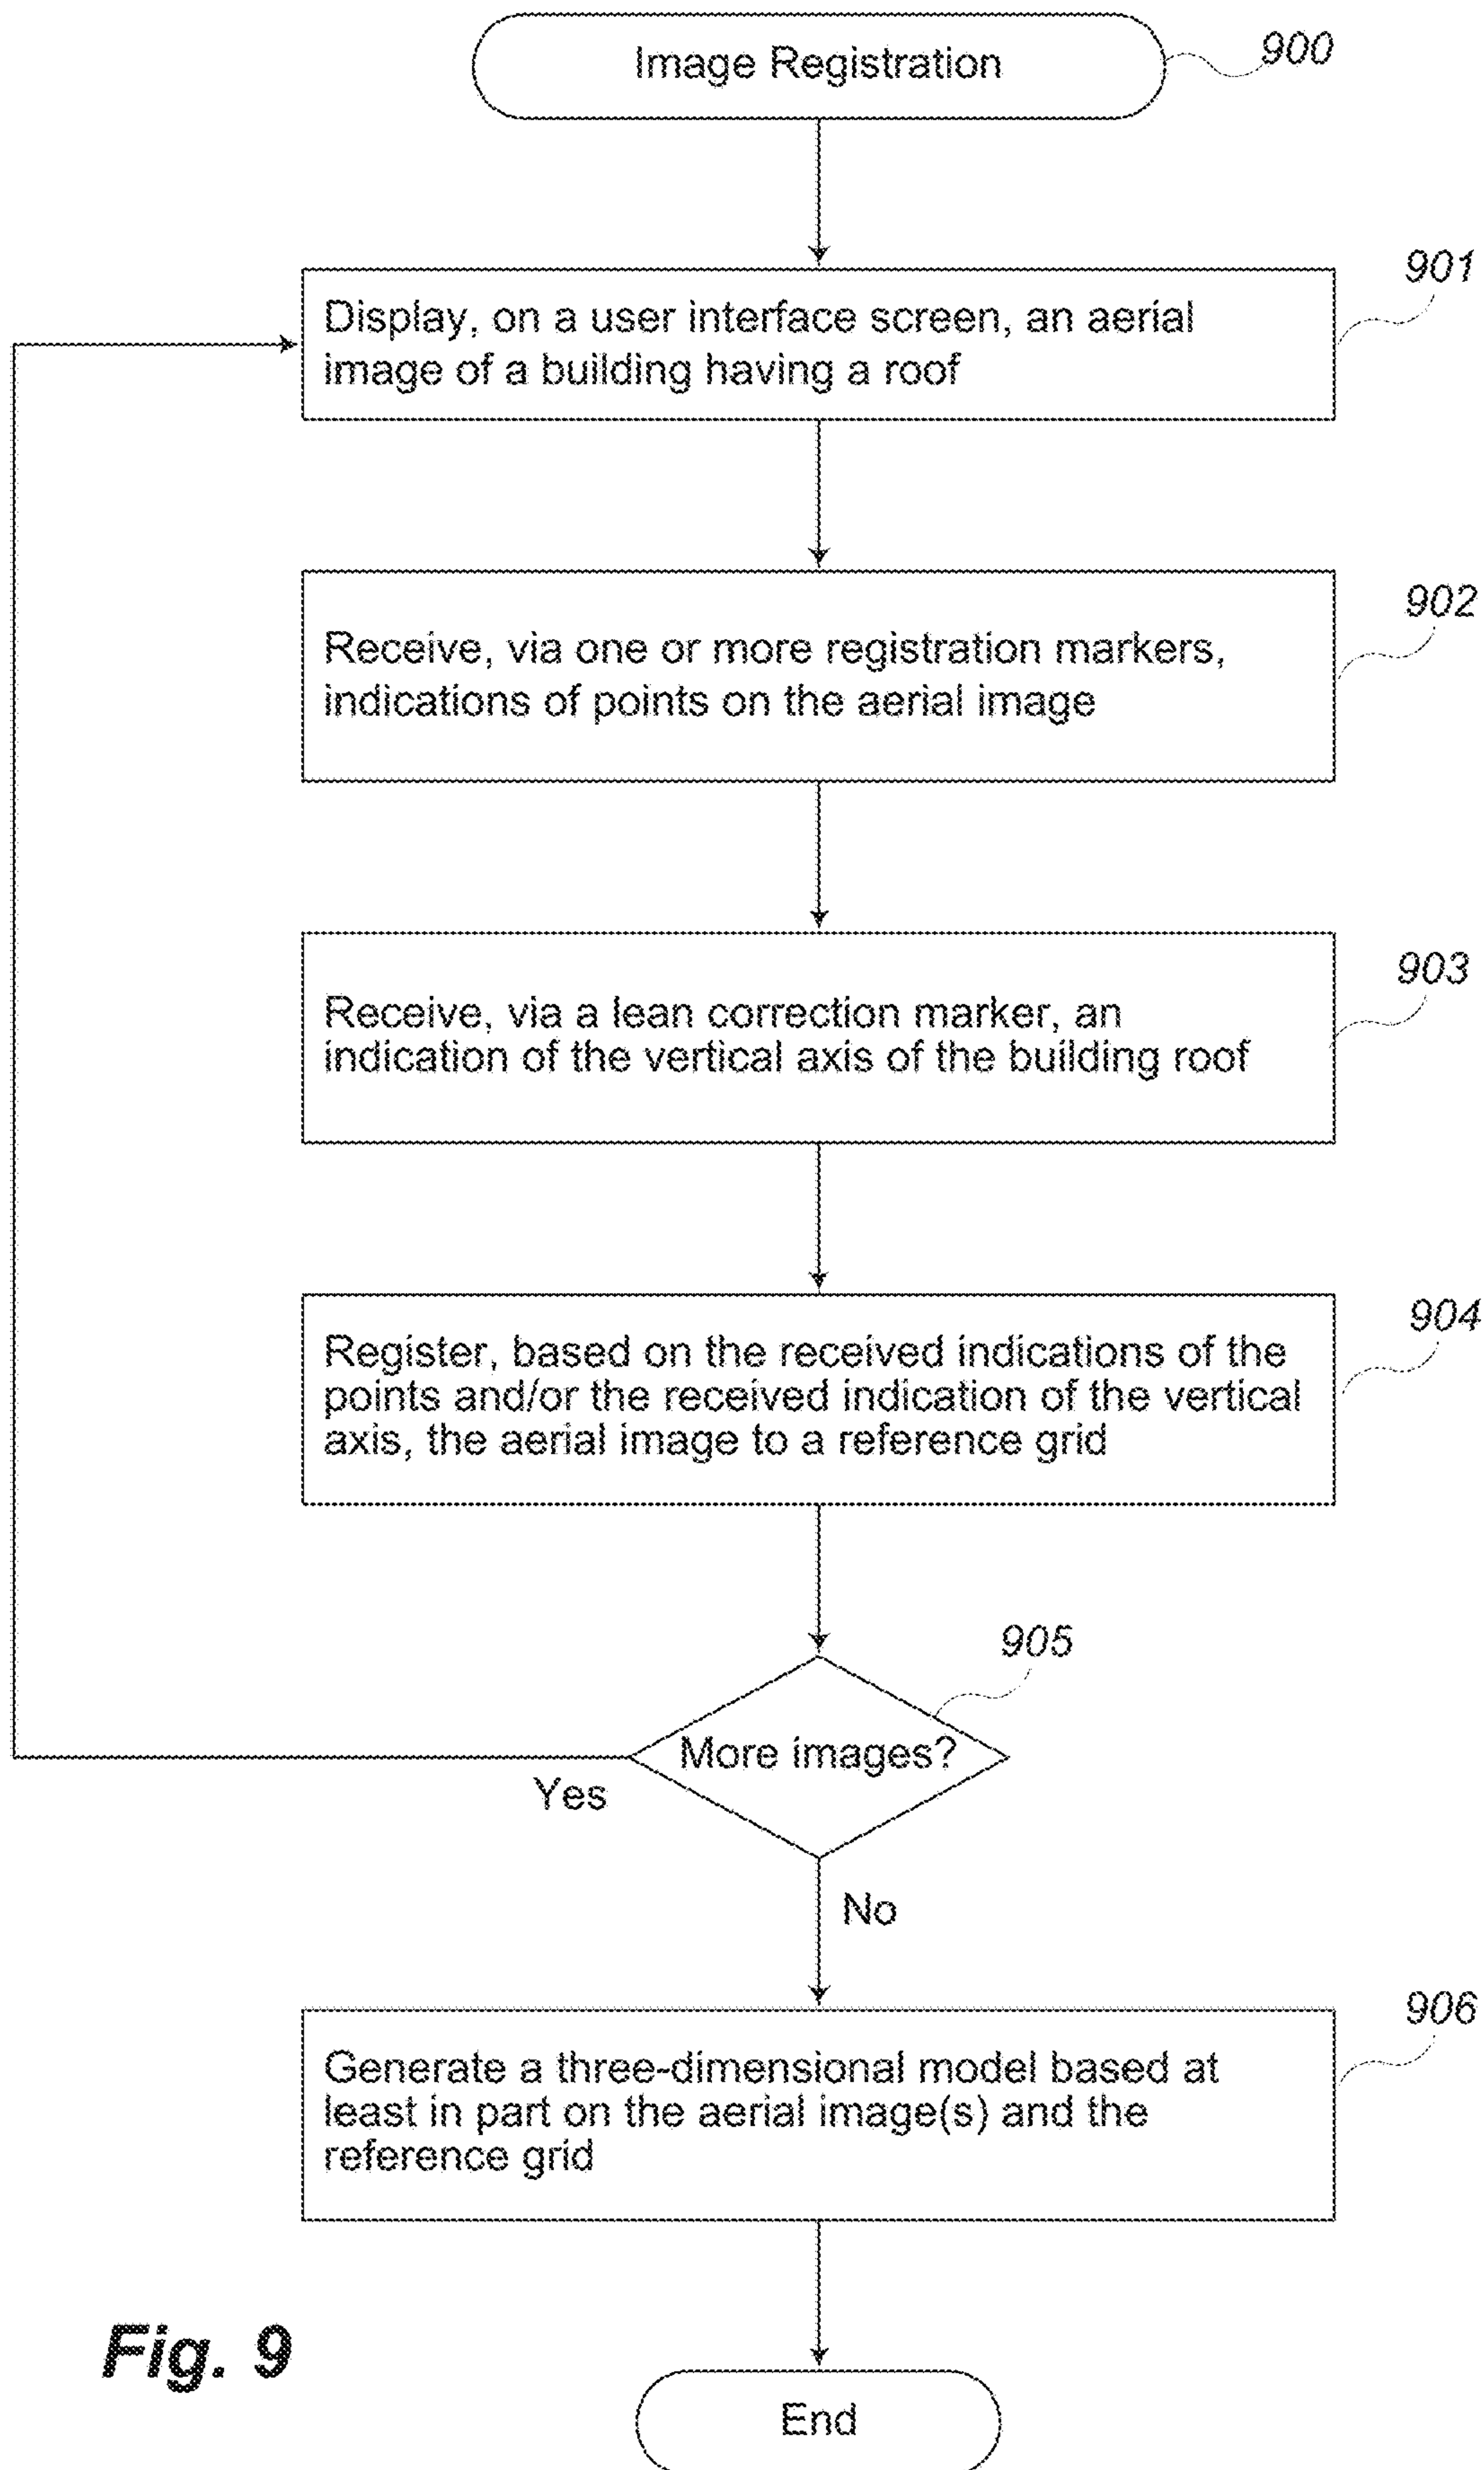 Image Registration
900
901
Display, on a user interface screen, an aerial
image of a building having a roof
902
Receive, via one or more registration markers,
indications of points on the aerial image
903
Receive, via a lean correction marker, an
indication of the vertical axis of the building roof
904
Register, based on the received indications of the
points and/or the received indication of the vertical
axis, the aerial image to a reference grid
905
More images?
Yes
No
906
Generate a three-dimensional model based at
least in part on the aerial image(s) and the
reference grid
Fig. 9
End